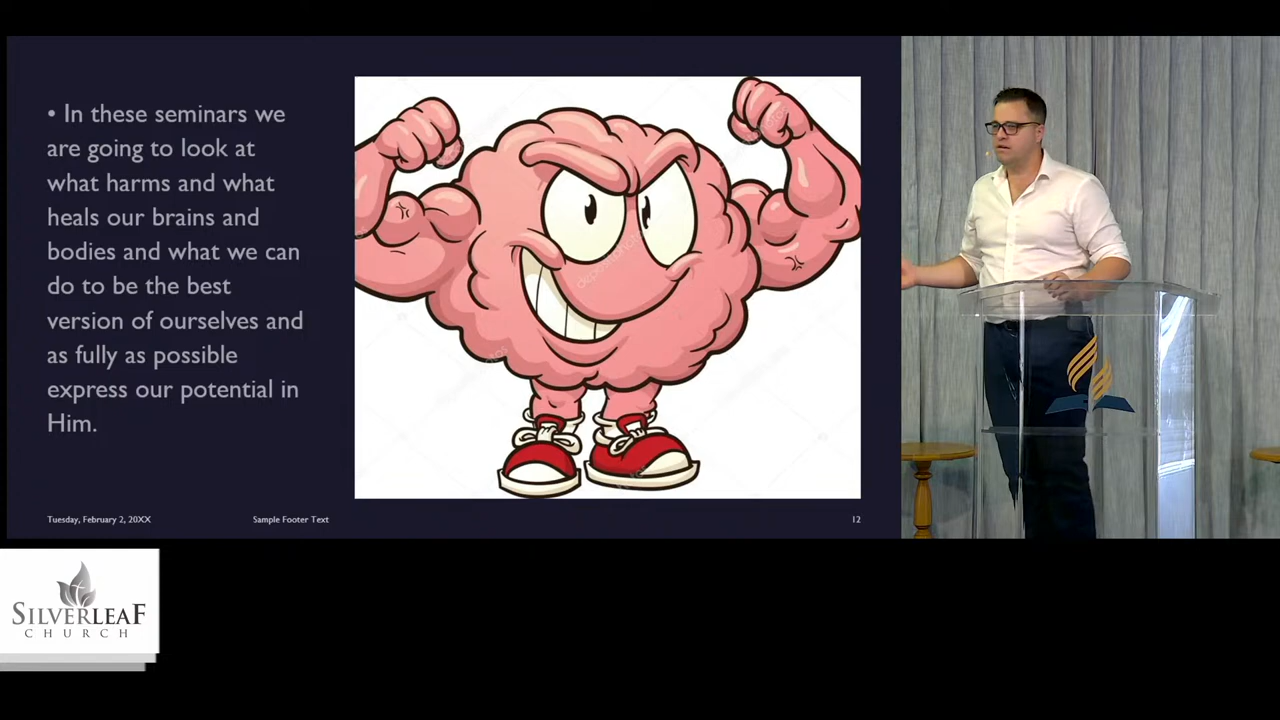 • In these seminars we
are going to look at
what harms and what
heals our brains and
bodies and what we can
do to be the best
version of ourselves and
as fully as possible
express our potential in
Him.
Tuesday, February 2, 20XX
Sample Footer Text
12
SILVERLEAF
CHURCH